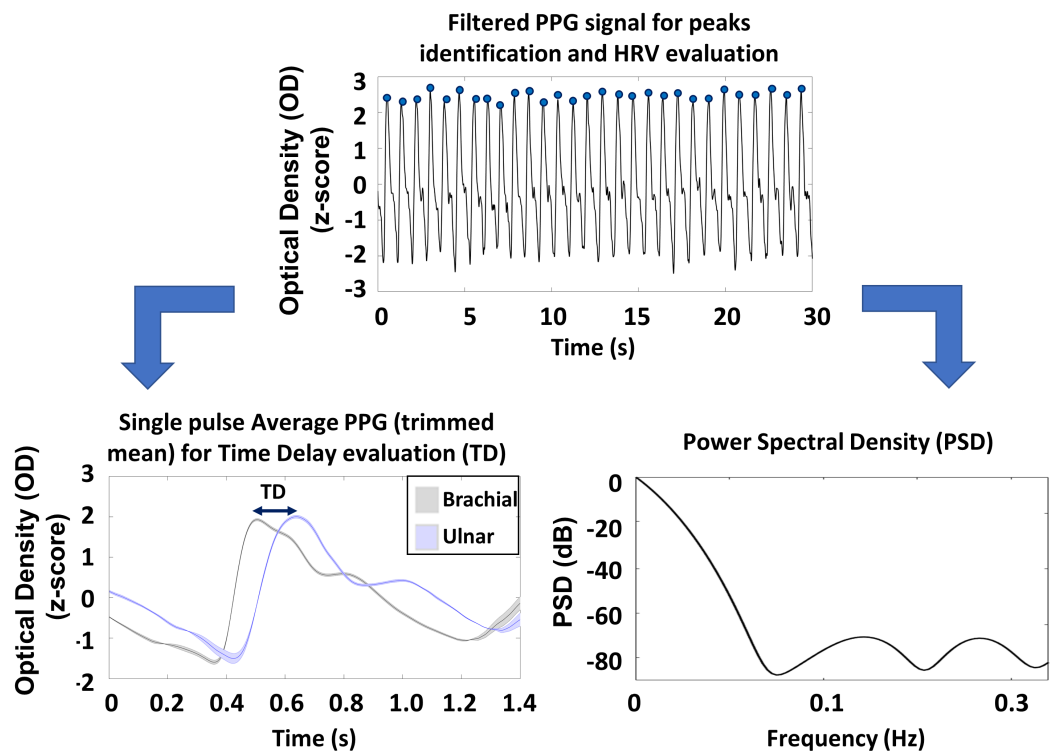 Filtered PPG signal for peaks
identification and HRV evaluation
Optical Density (OD)
(z-score)
3
2
1
0
-1
-2
-3
0
5
10
15
20
25
30
Time (s)
Single pulse Average PPG (trimmed
mean) for Time Delay evaluation (TD)
Optical Density (OD)
(z-score)
3
2
1
0
-1
-2
TD
Brachial
Ulnar
0
0.2
0.4
0.6
0.8
1.0
1.2
1.4
Time (s)
Power Spectral Density (PSD)
PSD (dB)
0
-20
-40
-60
-80
0
0.1
0.3
Frequency (Hz)